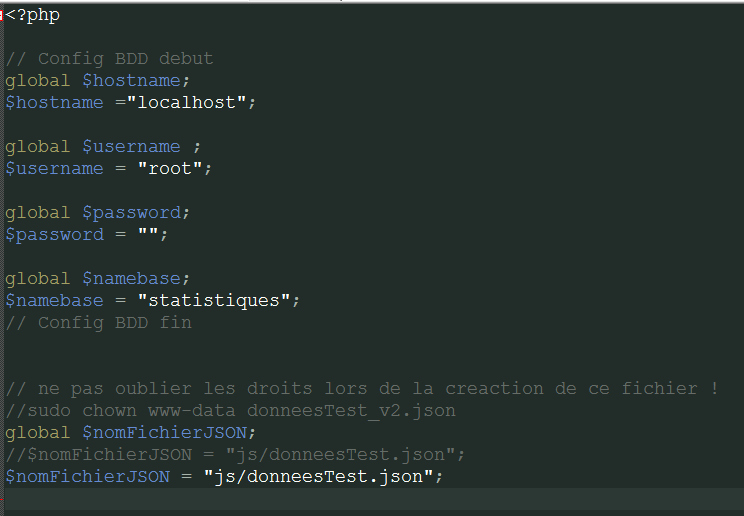 <?php
// Config BDD debut
global $hostname;
$hostname ="localhost";
global $username ;
$username = "root";
global $password;
$password = "";
global $namebase;
$namebase = "statistiques";
// Config BDD fin
// ne pas oublier les droits lors de la creaction de ce fichier !
//sudo chown www-data donneesTest_v2.json
global $nomFichierJSON;
//$nomFichierJSON = "js/donneesTest.json";
$nomFichierJSON = "js/donneesTest.json";